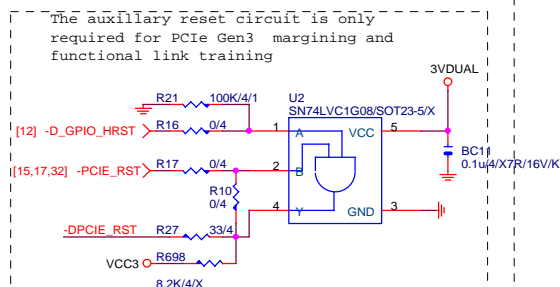 The auxillary reset circuit is only
required for PCIe Gen3 margining and
functional link training
3VDUAL
R21 100K/4/1
U2
SN74LVC1G08/SOT23-5/X
[12] -D_GPIO_HRST R16 0/4 1 A VCC 5
BC11
0.1u/4/X7R/16V/K
[15,17,32] -PCIE_RST R17 0/4 2 B
R10
0/4
-DPCIE_RST R27 33/4 4 Y GND 3
VCC3 R698
8.2K/4/X